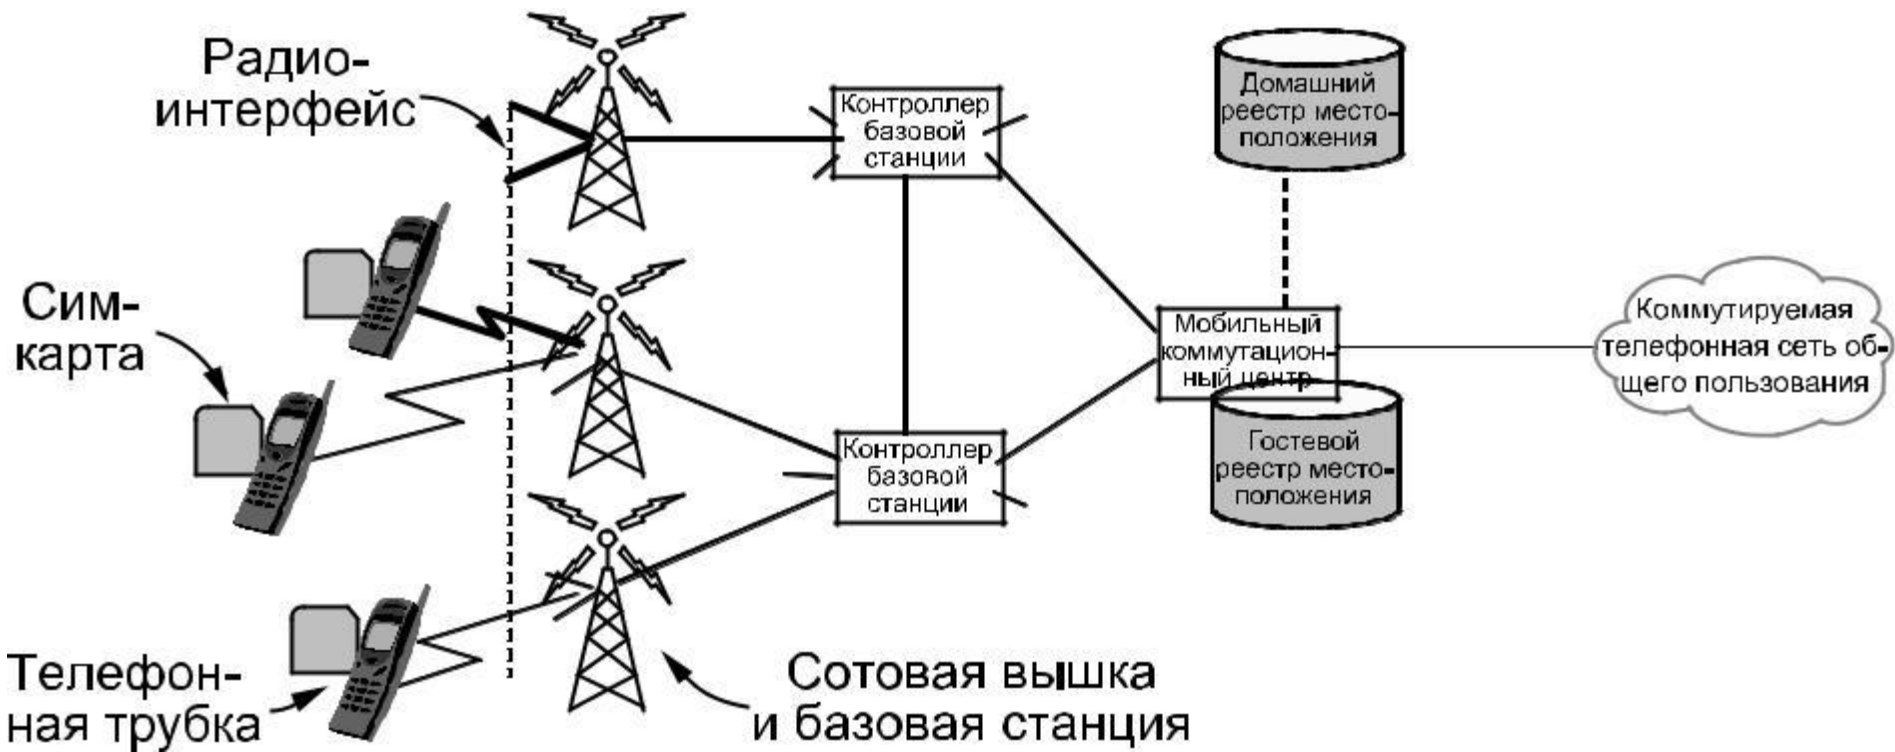 Радио-
интерфейс
Сим-
карта
Телефон-
ная трубка
Сотовая вышка
и базовая станция
Контроллер
базовой
станции
Контроллер
базовой
станции
Домашний
реестр место-
положения
Мобильный
коммутацион-
ный центр
Гостевой
реестр место-
положения
Коммутируемая
телефонная сеть об-
щего пользования